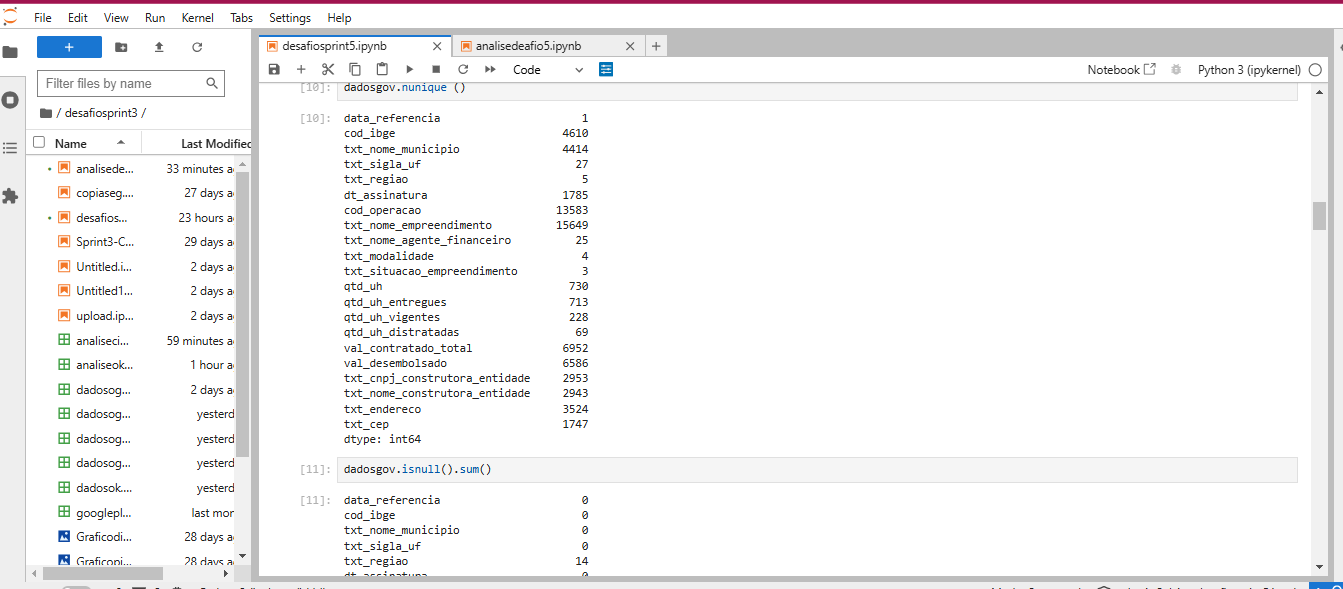 File Edit View Run Kernel Tabs Settings Help
+
Filter files by name
/ desafiosprint3 /
Name Last Modified
analisede... 33 minutes a
copiaseg.... 27 days a
desafios... 23 hours a
Sprint3-C... 29 days a
Untitled.i... 2 days a
Untitled1... 2 days a
upload.ip... 2 days a
analiseci... 59 minutes a
analiseok... 1 hour a
dadosog... 2 days a
dadosog... yesterd
dadosog... yesterd
dadosog... yesterd
dadosok.... yesterd
googlepl... last mor
Graficodi... 28 days a
Graficopi... 28 days a
desafiosprint5.ipynb analisedeafio5.ipynb +
+ Code Notebook Python 3 (ipykernel)
[10]: dadosgov.nunique ()
[10]: data_referencia 1
cod_ibge 4610
txt_nome_municipio 4414
txt_sigla_uf 27
txt_regiao 5
dt_assinatura 1785
cod_operacao 13583
txt_nome_empreendimento 15649
txt_nome_agente_financeiro 25
txt_modalidade 4
txt_situacao_empreendimento 3
qtd_uh 730
qtd_uh_entregues 713
qtd_uh_vigentes 228
qtd_uh_distratadas 69
val_contratado_total 6952
val_desembolsado 6586
txt_cnpj_construtora_entidade 2953
txt_nome_construtora_entidade 2943
txt_endereco 3524
txt_cep 1747
dtype: int64
[11]: dadosgov.isnull().sum()
[11]: data_referencia 0
cod_ibge 0
txt_nome_municipio 0
txt_sigla_uf 0
txt_regiao 14
dt_assinatura 0